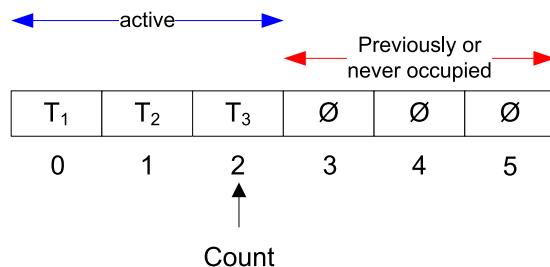 active
Previously or
never occupied
T₁ T₂ T₃ Ø Ø Ø
0 1 2 3 4 5
Count